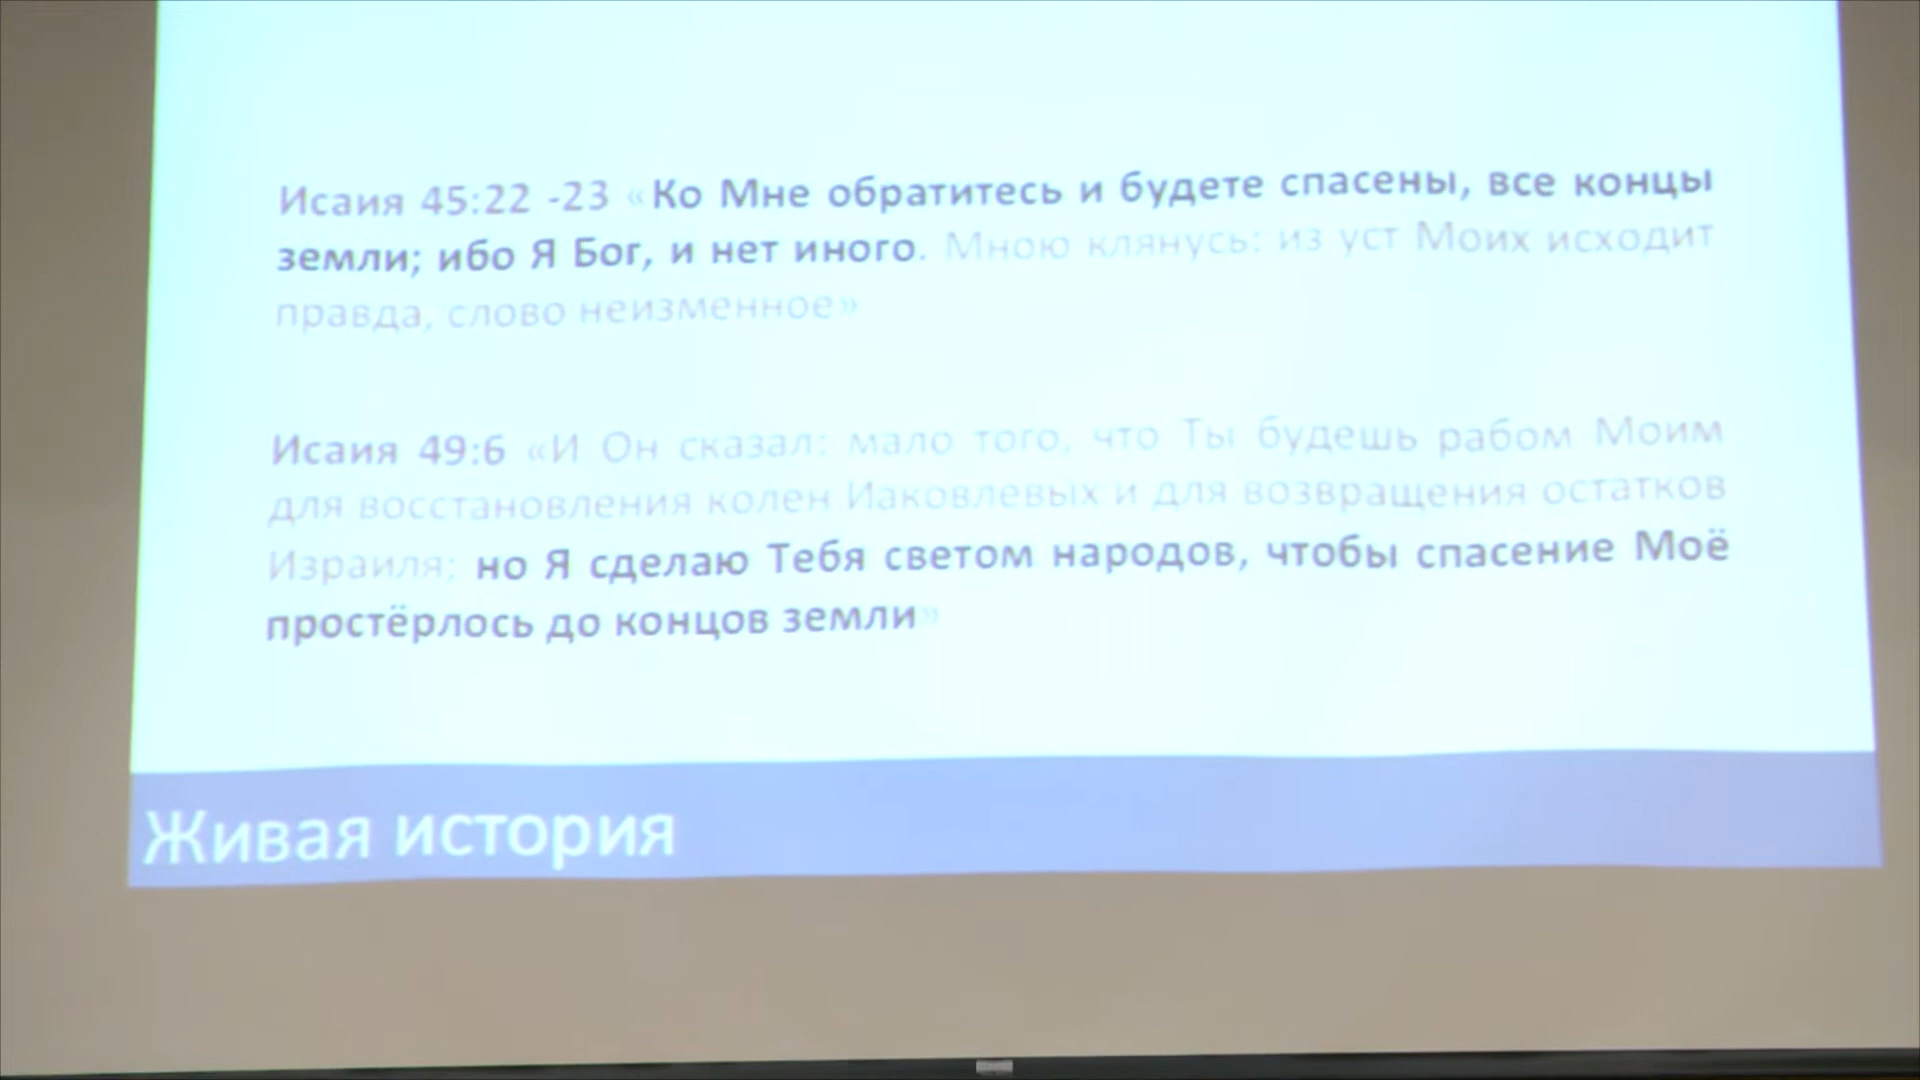 Исаия 45:22 -23 «Ко Мне обратитесь и будете спасены, все концы
земли; ибо Я Бог, и нет иного. Мною клянусь: из уст Моих исходит
правда, слово неизменное»
Исаия 49:6 «И Он сказал: мало того, что Ты будешь рабом Моим
для восстановления колен Иаковлевых и для возвращения остатков
Израиля; но Я сделаю Тебя светом народов, чтобы спасение Моё
простёрлось до концов земли»
Живая история